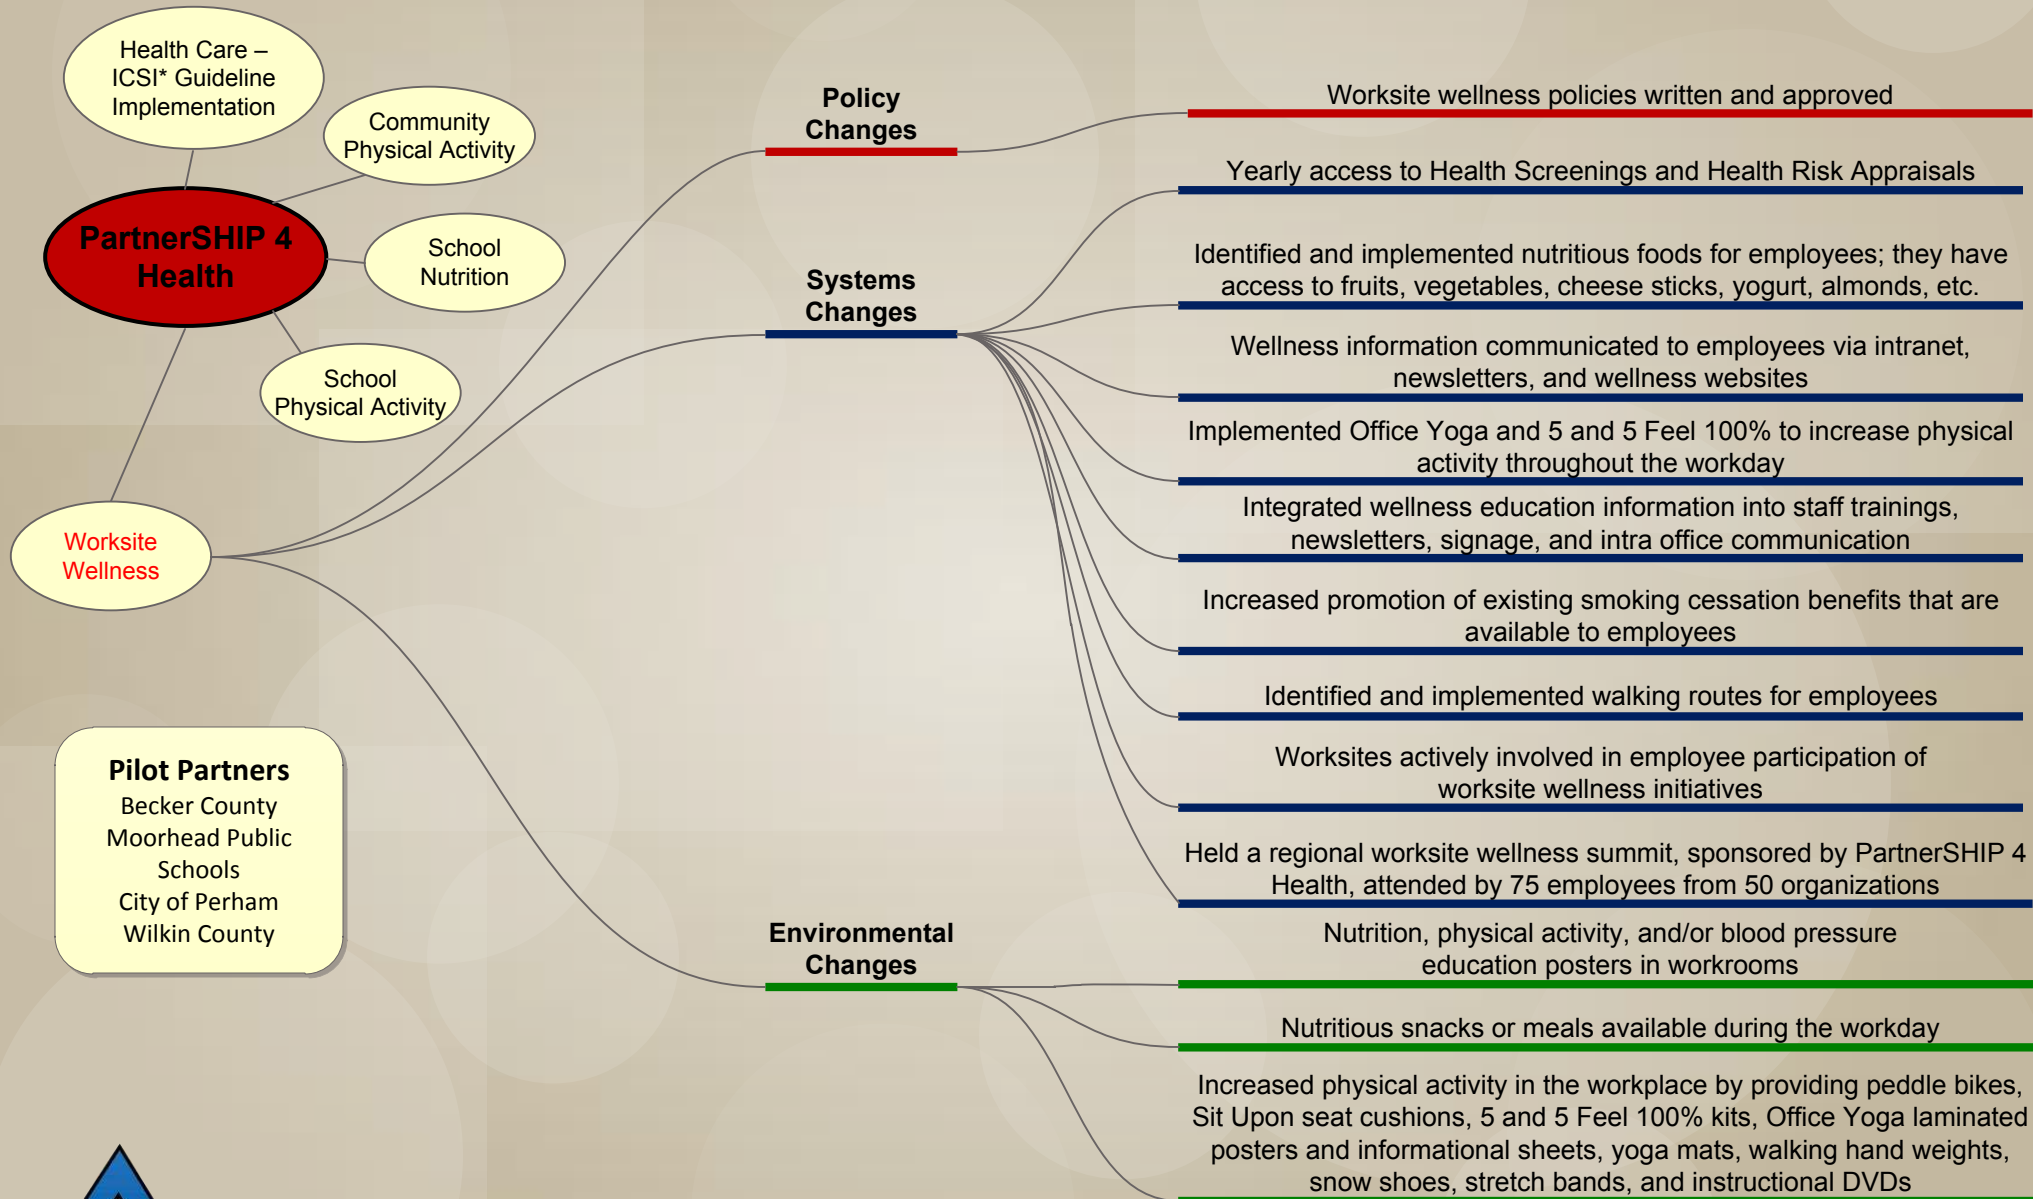 Health Care –
ICSI* Guideline
Implementation
Community
Physical Activity
PartnerSHIP 4
Health
School
Nutrition
School
Physical Activity
Worksite
Wellness
Pilot Partners
Becker County
Moorhead Public
Schools
City of Perham
Wilkin County
Policy
Changes
Worksite wellness policies written and approved
Systems
Changes
Yearly access to Health Screenings and Health Risk Appraisals
Identified and implemented nutritious foods for employees; they have
access to fruits, vegetables, cheese sticks, yogurt, almonds, etc.
Wellness information communicated to employees via intranet,
newsletters, and wellness websites
Implemented Office Yoga and 5 and 5 Feel 100% to increase physical
activity throughout the workday
Integrated wellness education information into staff trainings,
newsletters, signage, and intra office communication
Increased promotion of existing smoking cessation benefits that are
available to employees
Identified and implemented walking routes for employees
Worksites actively involved in employee participation of
worksite wellness initiatives
Held a regional worksite wellness summit, sponsored by PartnerSHIP 4
Health, attended by 75 employees from 50 organizations
Environmental
Changes
Nutrition, physical activity, and/or blood pressure
education posters in workrooms
Nutritious snacks or meals available during the workday
Increased physical activity in the workplace by providing peddle bikes,
Sit Upon seat cushions, 5 and 5 Feel 100% kits, Office Yoga laminated
posters and informational sheets, yoga mats, walking hand weights,
snow shoes, stretch bands, and instructional DVDs